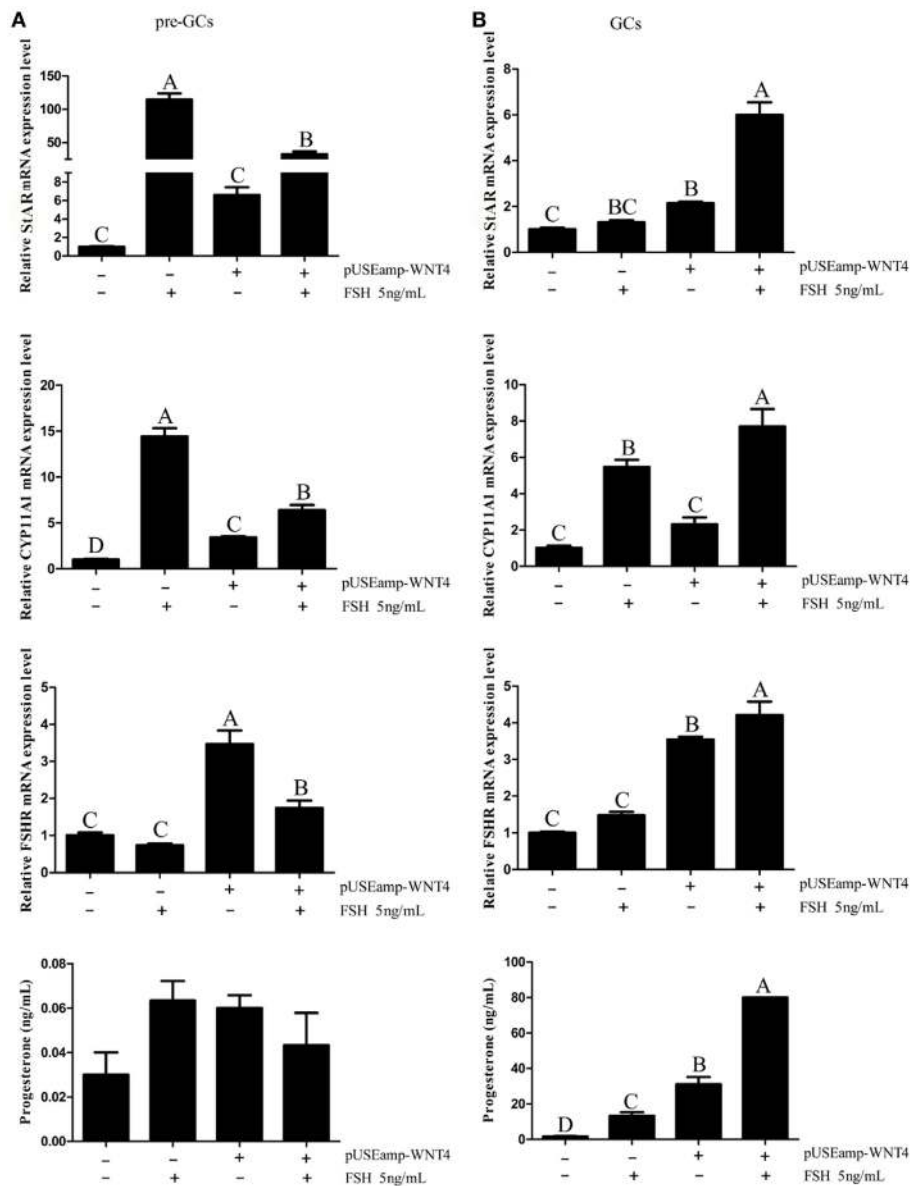 A
pre-GCs
Relative StAR mRNA expression level
150
100
50
8
6
4
2
0
C
A
C
B
– – + + pUSEamp-WNT4
– + – + FSH 5ng/mL
Relative CYP11A1 mRNA expression level
20
15
10
5
0
D
A
C
B
– – + + pUSEamp-WNT4
– + – + FSH 5ng/mL
Relative FSHR mRNA expression level
5
4
3
2
1
0
C
C
A
B
– – + + pUSEamp-WNT4
– + – + FSH 5ng/mL
Progesterone (ng/mL)
0.08
0.06
0.04
0.02
0.00
– – + + pUSEamp-WNT4
– + – + FSH 5ng/mL
B
GCs
Relative StAR mRNA expression level
8
6
4
2
0
C
BC
B
A
– – + + pUSEamp-WNT4
– + – + FSH 5ng/mL
Relative CYP11A1 mRNA expression level
10
8
6
4
2
0
C
B
C
A
– – + + pUSEamp-WNT4
– + – + FSH 5ng/mL
Relative FSHR mRNA expression level
5
4
3
2
1
0
C
C
B
A
– – + + pUSEamp-WNT4
– + – + FSH 5ng/mL
Progesterone (ng/mL)
100
80
60
40
20
0
D
C
B
A
– – + + pUSEamp-WNT4
– + – + FSH 5ng/mL